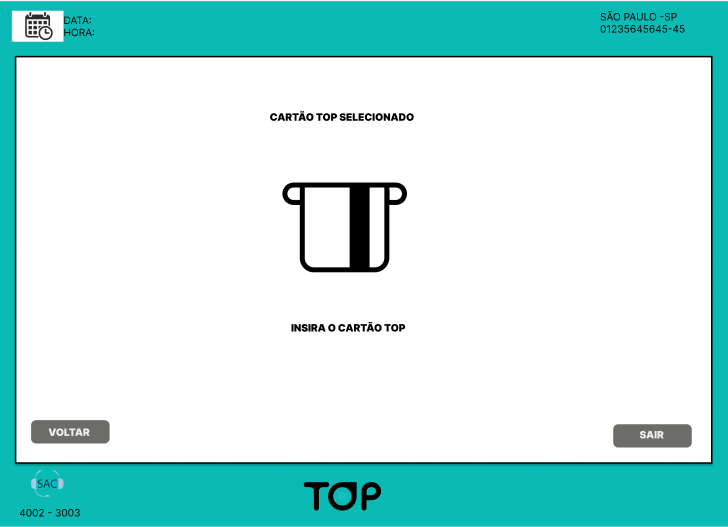 DATA:
HORA:
SÃO PAULO -SP
01235645645-45
CARTÃO TOP SELECIONADO
INSIRA O CARTÃO TOP
VOLTAR
SAIR
SAC
4002 - 3003
TOP